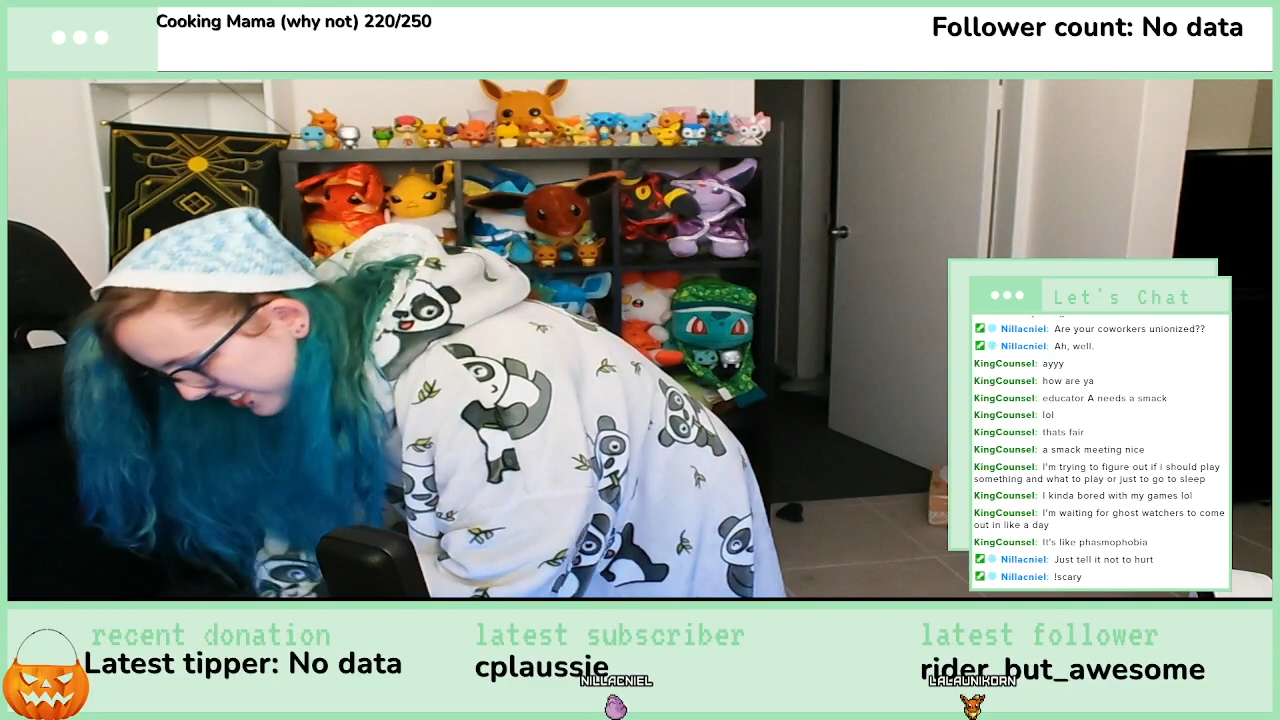 Cooking Mama (why not) 220/250
Follower count: No data
Let's Chat
Nillacniel: Are your coworkers unionized??
Nillacniel: Ah, well.
KingCounsel: ayyy
KingCounsel: how are ya
KingCounsel: educator A needs a smack
KingCounsel: lol
KingCounsel: thats fair
KingCounsel: a smack meeting nice
KingCounsel: I'm trying to figure out if i should play
something and what to play or just to go to sleep
KingCounsel: I kinda bored with my games lol
KingCounsel: I'm waiting for ghost watchers to come
out in like a day
KingCounsel: It's like phasmophobia
Nillacniel: Just tell it not to hurt
Nillacniel: !scary
recent donation
Latest tipper: No data
latest subscriber
cplaussie
NILLACNIEL
latest follower
rider_but_awesome
LALAUNIKORN